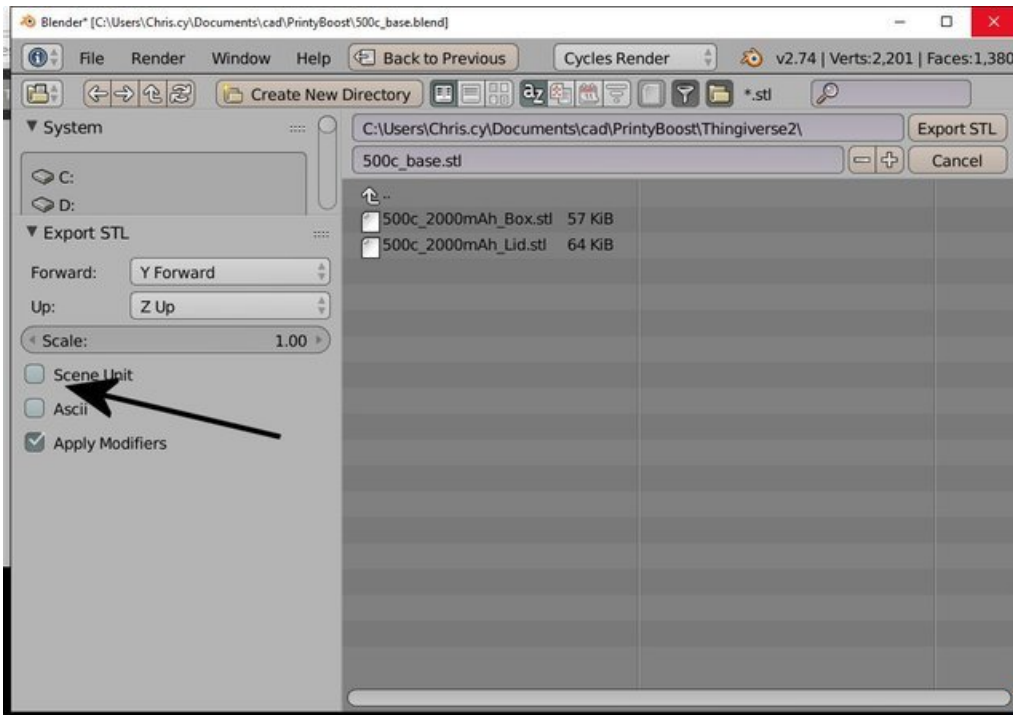 Blender* [C:\Users\Chris.cy\Documents\cad\PrintyBoost\500c_base.blend]
File Render Window Help Back to Previous Cycles Render v2.74 | Verts:2,201 | Faces:1,380
Create New Directory az *.stl
System
C:\Users\Chris.cy\Documents\cad\PrintyBoost\Thingiverse2\ Export STL
500c_base.stl Cancel
C:
D:
..
500c_2000mAh_Box.stl 57 KiB
500c_2000mAh_Lid.stl 64 KiB
Export STL
Forward: Y Forward
Up: Z Up
Scale: 1.00
Scene Unit
Ascii
Apply Modifiers